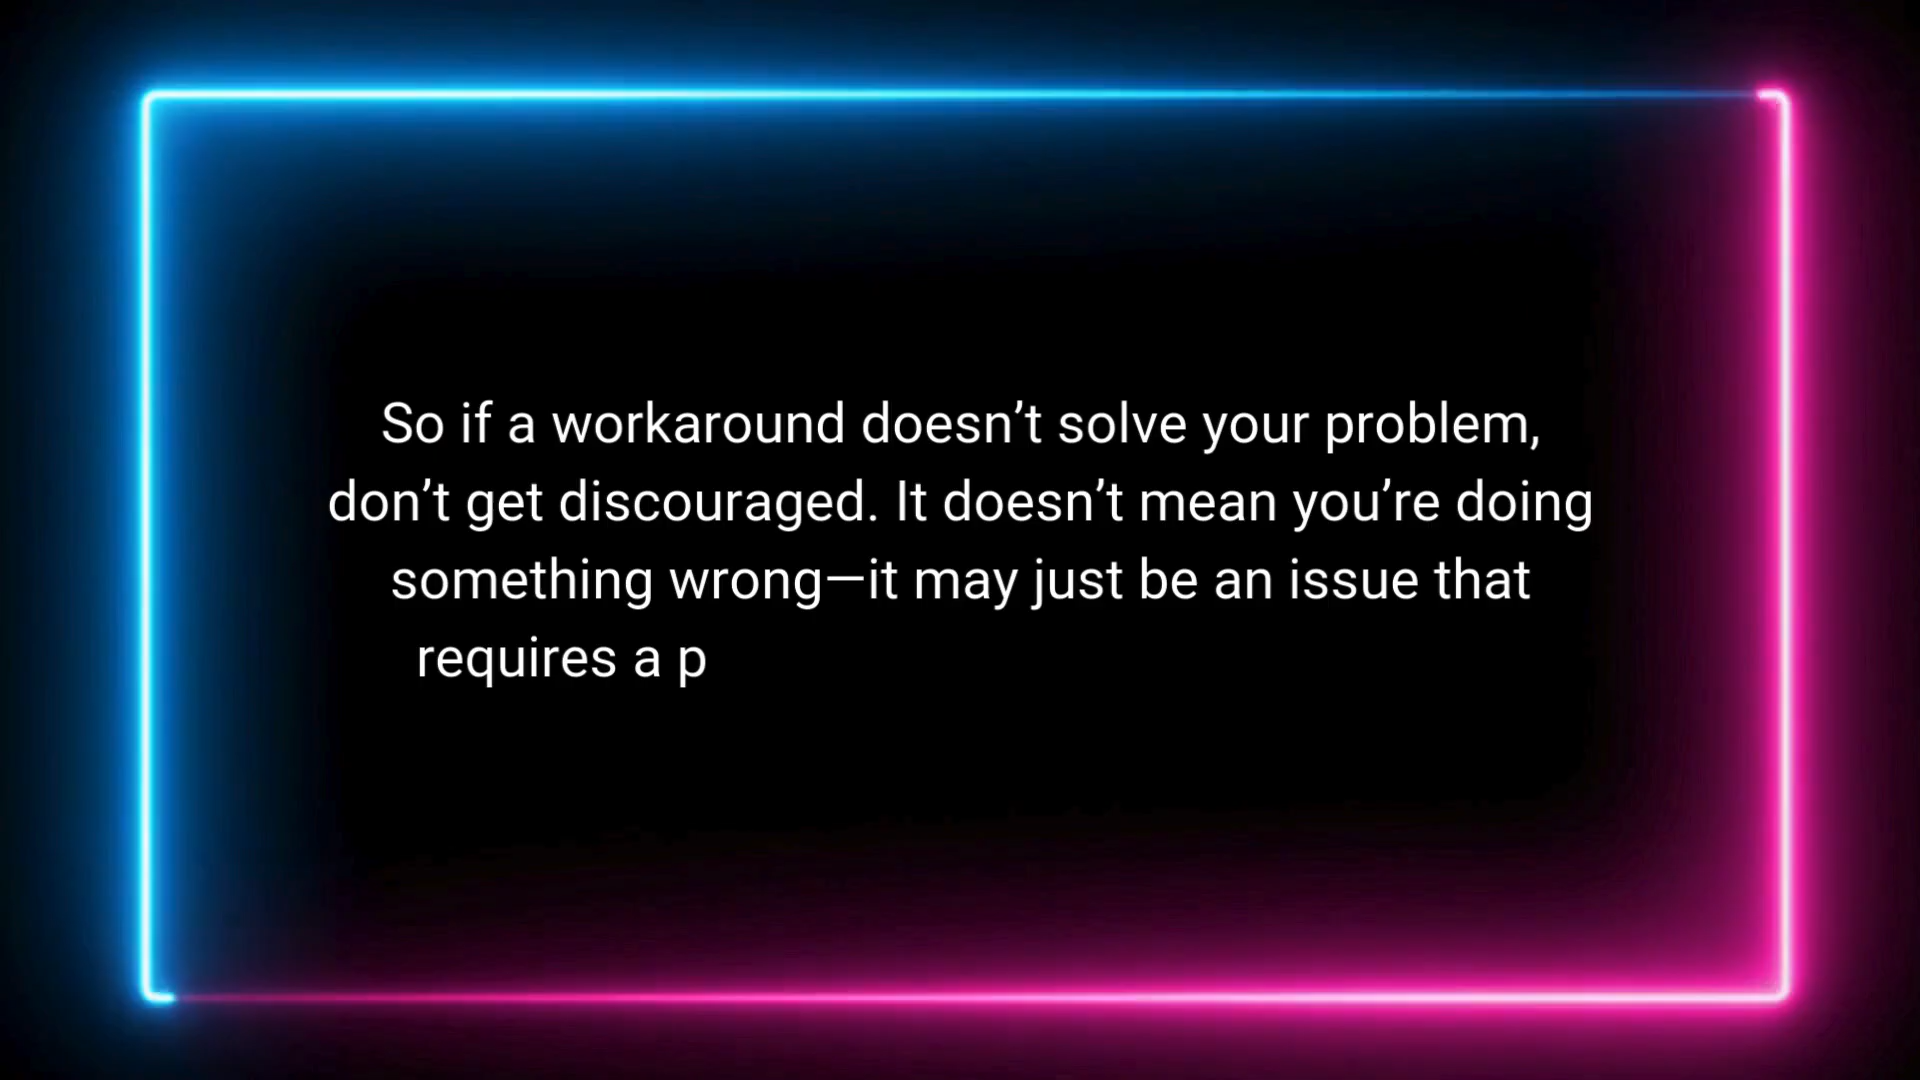 So if a workaround doesn’t solve your problem,
don’t get discouraged. It doesn’t mean you’re doing
something wrong—it may just be an issue that
requires a p